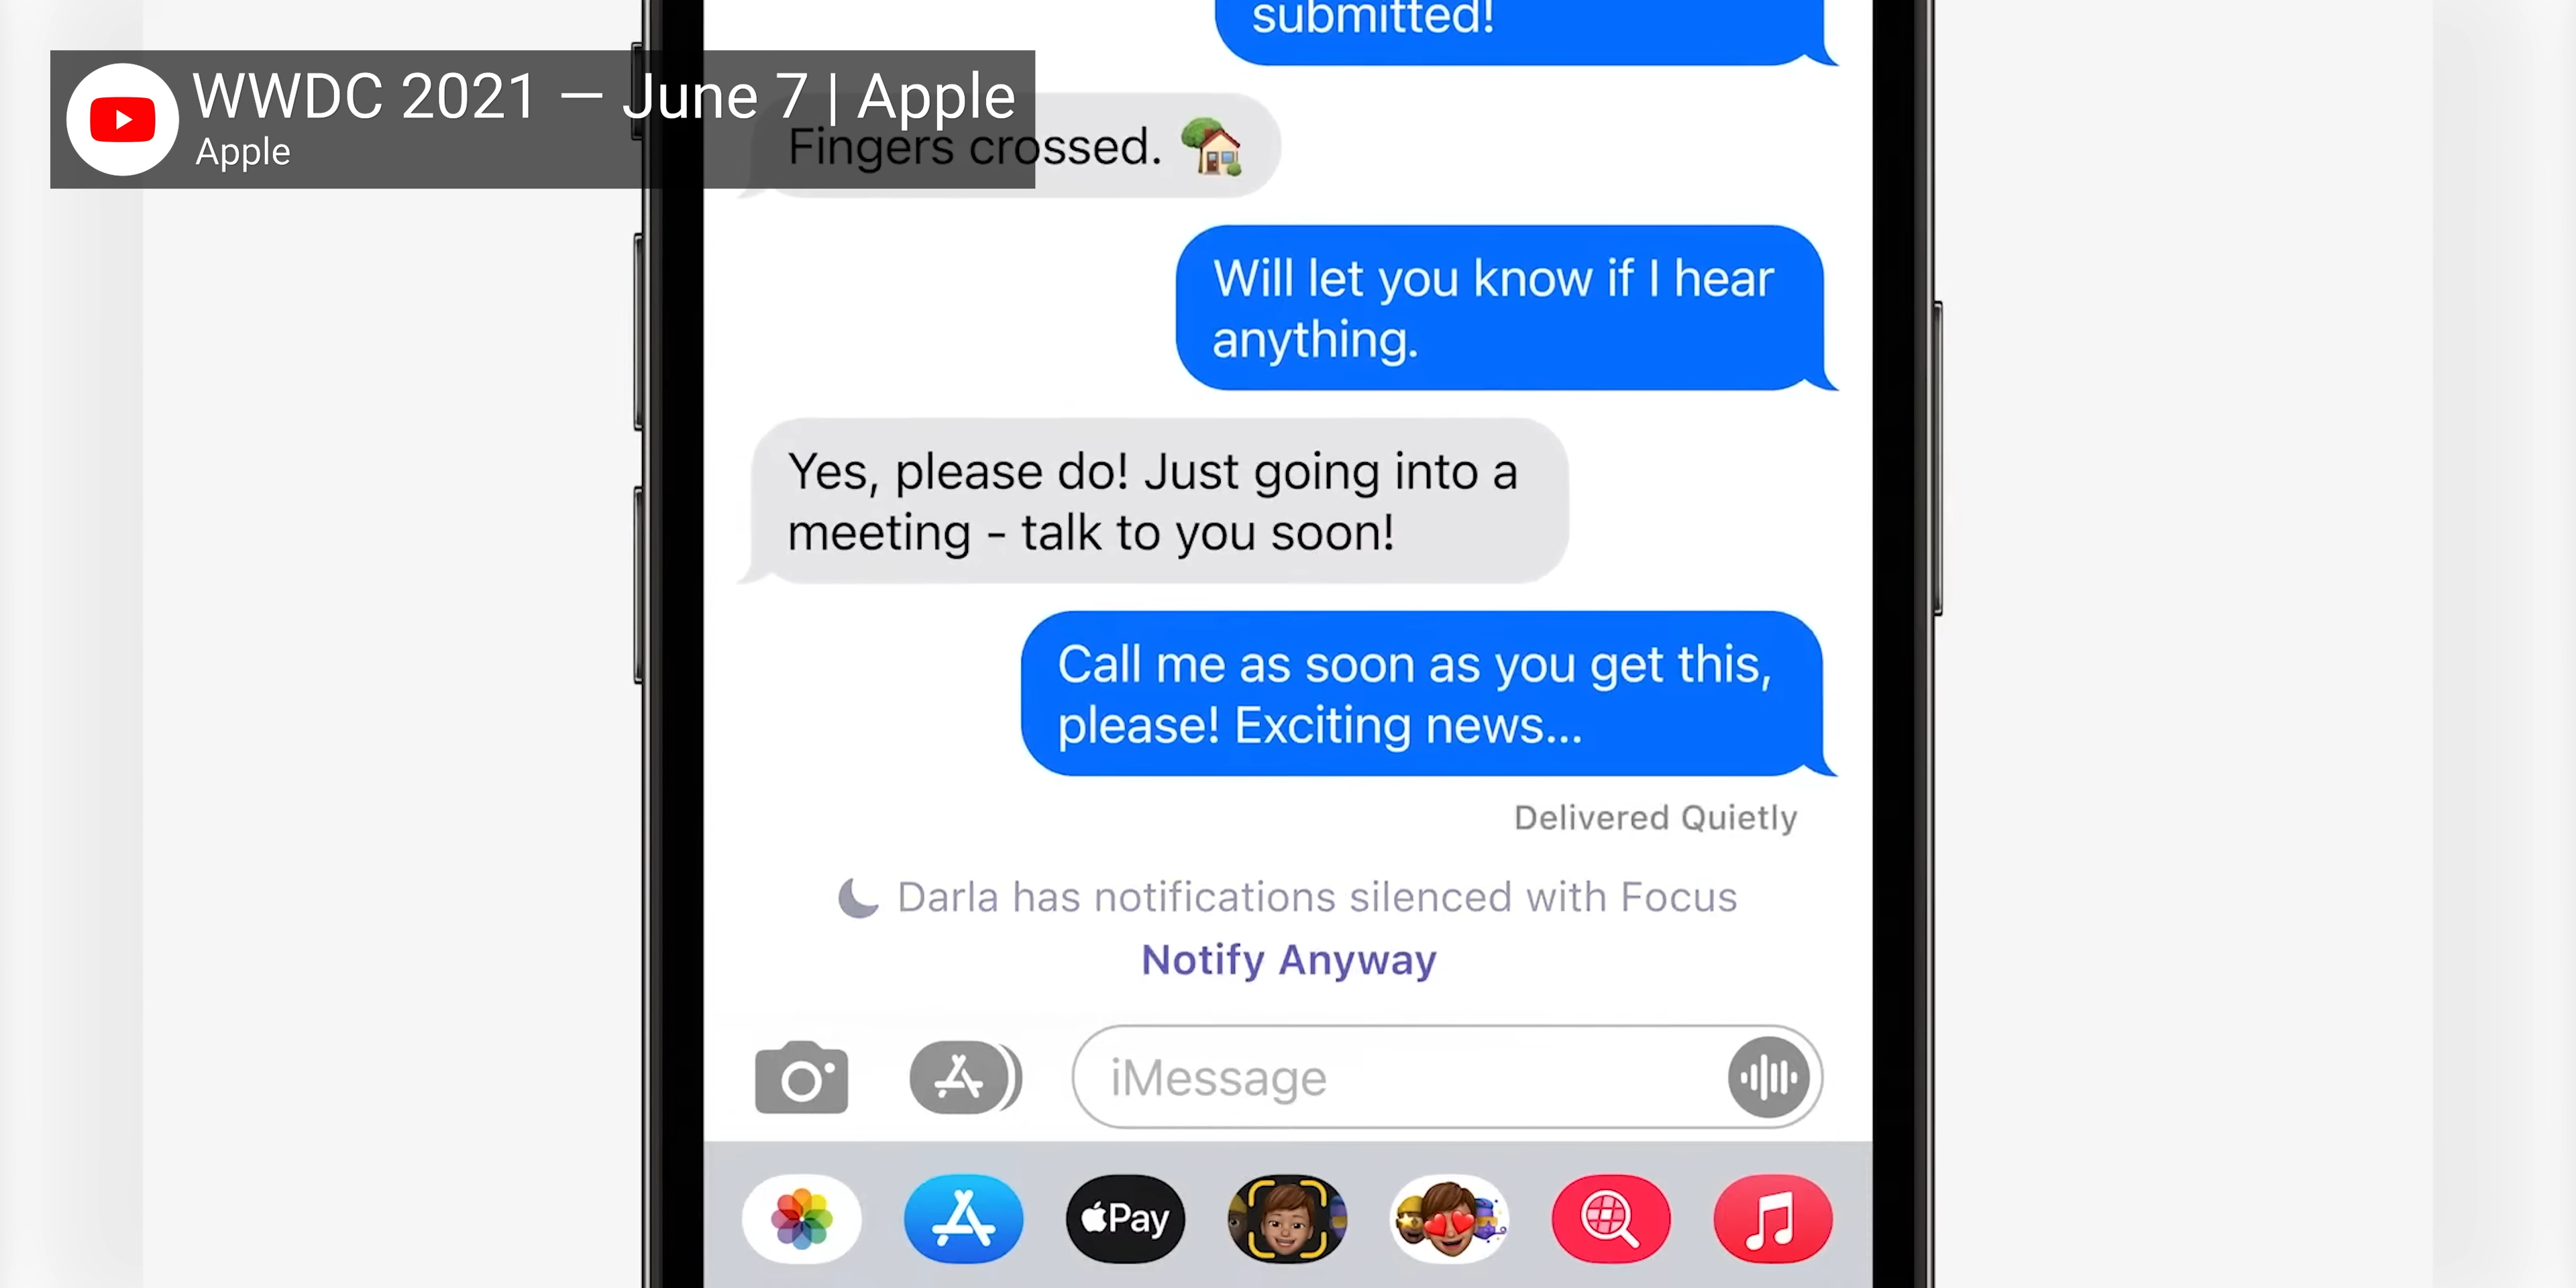 submitted!
WWDC 2021 — June 7 | Apple
Apple
Fingers crossed.
Will let you know if I hear
anything.
Yes, please do! Just going into a
meeting - talk to you soon!
Call me as soon as you get this,
please! Exciting news...
Delivered Quietly
Darla has notifications silenced with Focus
Notify Anyway
iMessage
Pay